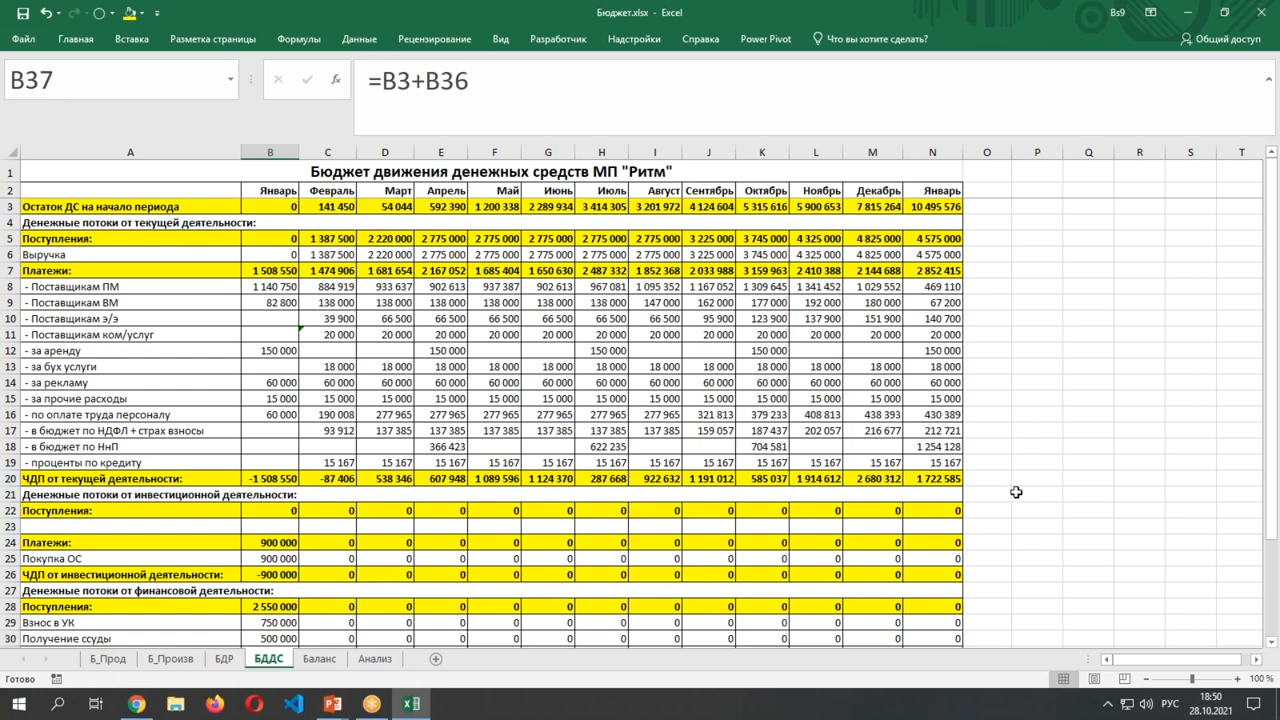 Бюджет.xlsx - Excel
Bs9
Файл Главная Вставка Разметка страницы Формулы Данные Рецензирование Вид Разработчик Надстройки Справка Power Pivot Что вы хотите сделать? Общий доступ
B37 fx =B3+B36
A B C D E F G H I J K L M N O P Q R S T
1 Бюджет движения денежных средств МП "Ритм"
2 Январь Февраль Март Апрель Май Июнь Июль Август Сентябрь Октябрь Ноябрь Декабрь Январь
3 Остаток ДС на начало периода 0 141 450 54 044 592 390 1 200 338 2 289 934 3 414 305 3 201 972 4 124 604 5 315 616 5 900 653 7 815 264 10 495 576
4 Денежные потоки от текущей деятельности:
5 Поступления: 0 1 387 500 2 220 000 2 775 000 2 775 000 2 775 000 2 775 000 2 775 000 3 225 000 3 745 000 4 325 000 4 825 000 4 575 000
6 Выручка 0 1 387 500 2 220 000 2 775 000 2 775 000 2 775 000 2 775 000 2 775 000 3 225 000 3 745 000 4 325 000 4 825 000 4 575 000
7 Платежи: 1 508 550 1 474 906 1 681 654 2 167 052 1 685 404 1 650 630 2 487 332 1 852 368 2 033 988 3 159 963 2 410 388 2 144 688 2 852 415
8 - Поставщикам ПМ 1 140 750 884 919 933 637 902 613 937 387 902 613 967 081 1 095 352 1 167 052 1 309 645 1 341 452 1 029 552 469 110
9 - Поставщикам ВМ 82 800 138 000 138 000 138 000 138 000 138 000 138 000 147 000 162 000 177 000 192 000 180 000 67 200
10 - Поставщикам э/э 39 900 66 500 66 500 66 500 66 500 66 500 66 500 95 900 123 900 137 900 151 900 140 700
11 - Поставщикам ком/услуг 20 000 20 000 20 000 20 000 20 000 20 000 20 000 20 000 20 000 20 000 20 000 20 000
12 - за аренду 150 000 150 000 150 000 150 000 150 000
13 - за бух услуги 18 000 18 000 18 000 18 000 18 000 18 000 18 000 18 000 18 000 18 000 18 000 18 000
14 - за рекламу 60 000 60 000 60 000 60 000 60 000 60 000 60 000 60 000 60 000 60 000 60 000 60 000 60 000
15 - за прочие расходы 15 000 15 000 15 000 15 000 15 000 15 000 15 000 15 000 15 000 15 000 15 000 15 000 15 000
16 - по оплате труда персоналу 60 000 190 008 277 965 277 965 277 965 277 965 277 965 277 965 321 813 379 233 408 813 438 393 430 389
17 - в бюджет по НДФЛ + страх взносы 93 912 137 385 137 385 137 385 137 385 137 385 137 385 159 057 187 437 202 057 216 677 212 721
18 - в бюджет по НнП 366 423 622 235 704 581 1 254 128
19 - проценты по кредиту 15 167 15 167 15 167 15 167 15 167 15 167 15 167 15 167 15 167 15 167 15 167 15 167
20 ЧДП от текущей деятельности: -1 508 550 -87 406 538 346 607 948 1 089 596 1 124 370 287 668 922 632 1 191 012 585 037 1 914 612 2 680 312 1 722 585
21 Денежные потоки от инвестиционной деятельности:
22 Поступления: 0 0 0 0 0 0 0 0 0 0 0 0 0
23
24 Платежи: 900 000 0 0 0 0 0 0 0 0 0 0 0 0
25 Покупка ОС 900 000 0 0 0 0 0 0 0 0 0 0 0 0
26 ЧДП от инвестиционной деятельности: -900 000 0 0 0 0 0 0 0 0 0 0 0 0
27 Денежные потоки от финансовой деятельности:
28 Поступления: 2 550 000 0 0 0 0 0 0 0 0 0 0 0 0
29 Взнос в УК 750 000 0 0 0 0 0 0 0 0 0 0 0 0
30 Получение ссуды 500 000 0 0 0 0 0 0 0 0 0 0 0 0
Б_Прод Б_Произв БДР БДДС Баланс Анализ
Готово 100 %
РУС 18:50
28.10.2021